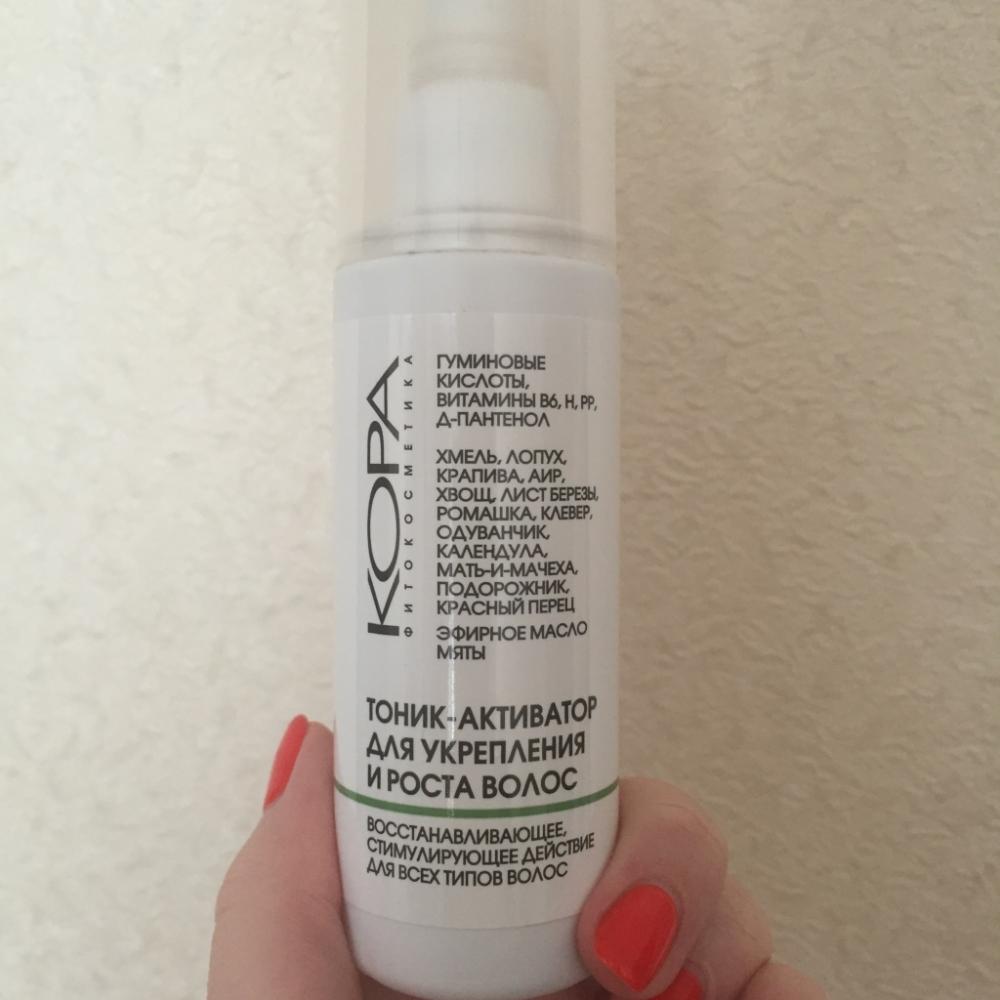 КОРА
ФИТОКОСМЕТИКА
ГУМИНОВЫЕ
КИСЛОТЫ,
ВИТАМИНЫ В6, Н, РР,
Д-ПАНТЕНОЛ
ХМЕЛЬ, ЛОПУХ,
КРАПИВА, АИР,
ХВОЩ, ЛИСТ БЕРЕЗЫ,
РОМАШКА, КЛЕВЕР,
ОДУВАНЧИК,
КАЛЕНДУЛА,
МАТЬ-И-МАЧЕХА,
ПОДОРОЖНИК,
КРАСНЫЙ ПЕРЕЦ
ЭФИРНОЕ МАСЛО
МЯТЫ
ТОНИК-АКТИВАТОР
ДЛЯ УКРЕПЛЕНИЯ
И РОСТА ВОЛОС
ВОССТАНАВЛИВАЮЩЕЕ,
СТИМУЛИРУЮЩЕЕ ДЕЙСТВИЕ
ДЛЯ ВСЕХ ТИПОВ ВОЛОС